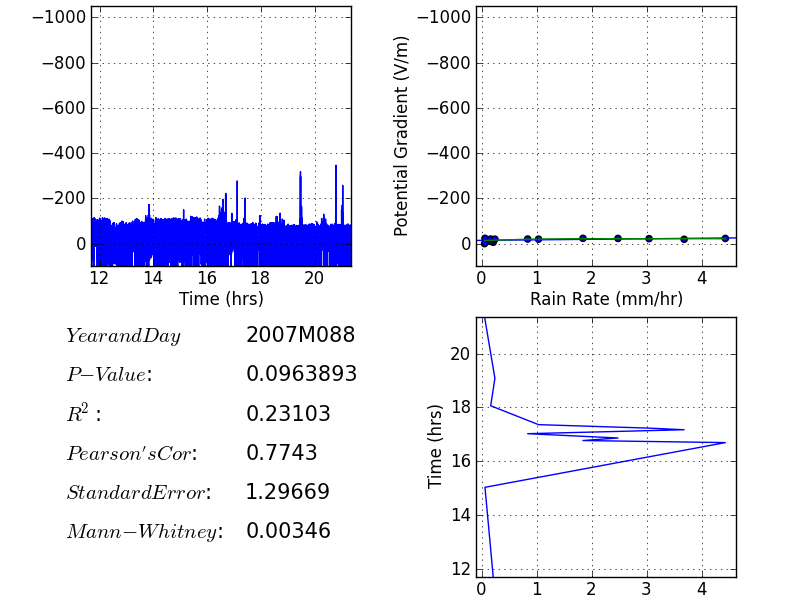 −1000
−800
−600
−400
−200
0
12 14 16 18 20
Time (hrs)
Potential Gradient (V/m)
−1000
−800
−600
−400
−200
0
0 1 2 3 4
Rain Rate (mm/hr)
YearandDay 2007M088
P−Value: 0.0963893
R²: 0.23103
Pearson'sCor: 0.7743
StandardError: 1.29669
Mann−Whitney: 0.00346
Time (hrs)
20
18
16
14
12
0 1 2 3 4